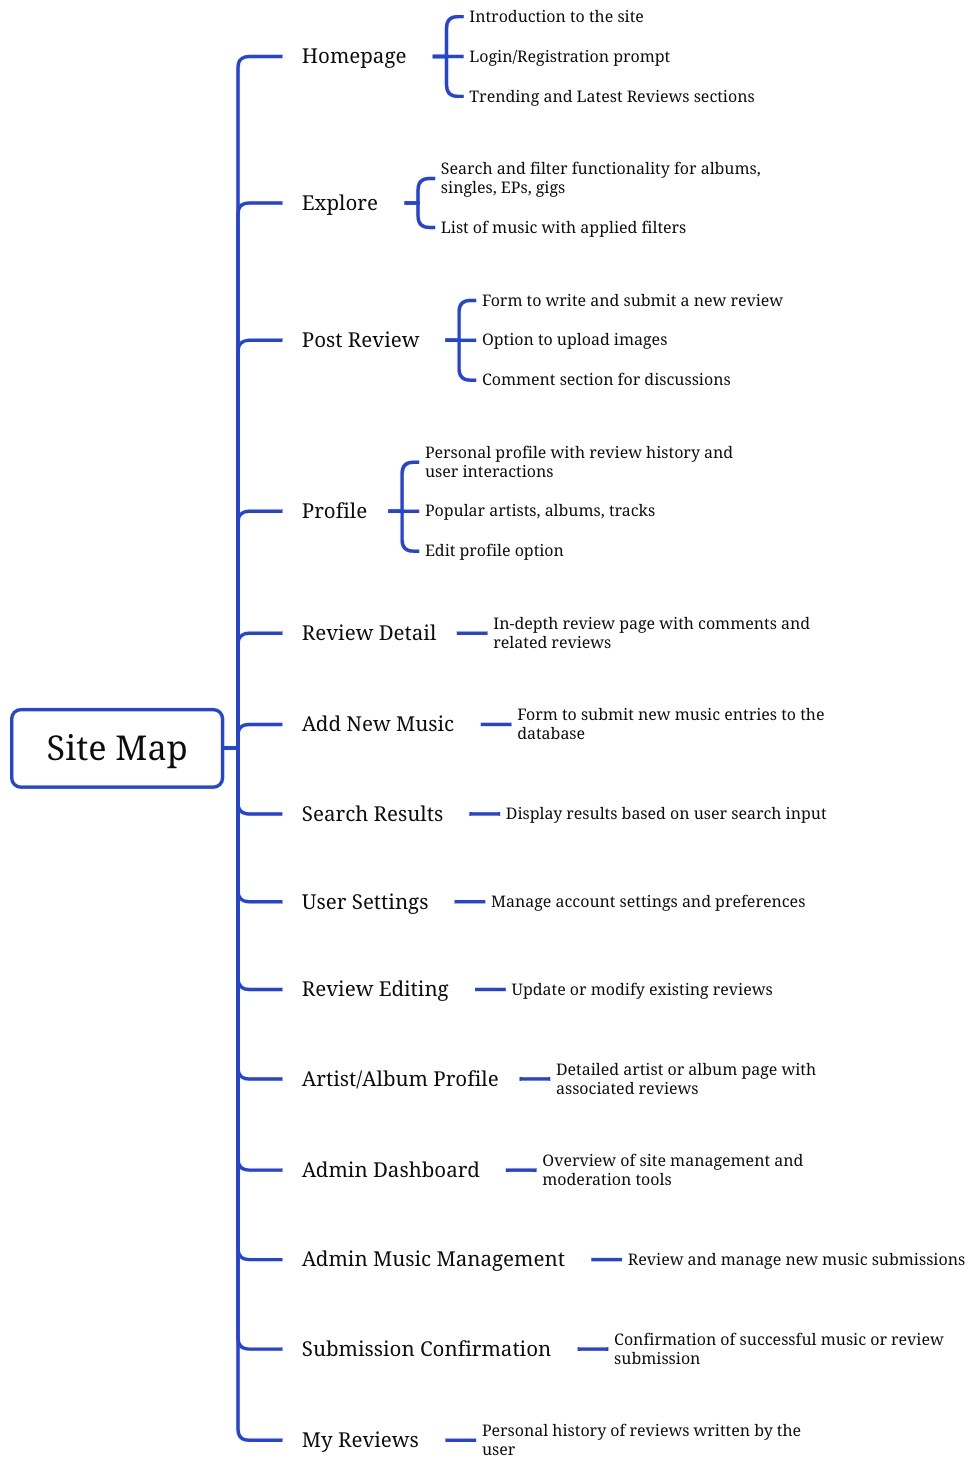 Introduction to the site
Homepage
Login/Registration prompt
Trending and Latest Reviews sections
Search and filter functionality for albums,
singles, EPs, gigs
Explore
List of music with applied filters
Form to write and submit a new review
Post Review
Option to upload images
Comment section for discussions
Personal profile with review history and
user interactions
Profile
Popular artists, albums, tracks
Edit profile option
Review Detail
In-depth review page with comments and
related reviews
Add New Music
Form to submit new music entries to the
database
Site Map
Search Results
Display results based on user search input
User Settings
Manage account settings and preferences
Review Editing
Update or modify existing reviews
Artist/Album Profile
Detailed artist or album page with
associated reviews
Admin Dashboard
Overview of site management and
moderation tools
Admin Music Management
Review and manage new music submissions
Submission Confirmation
Confirmation of successful music or review
submission
My Reviews
Personal history of reviews written by the
user